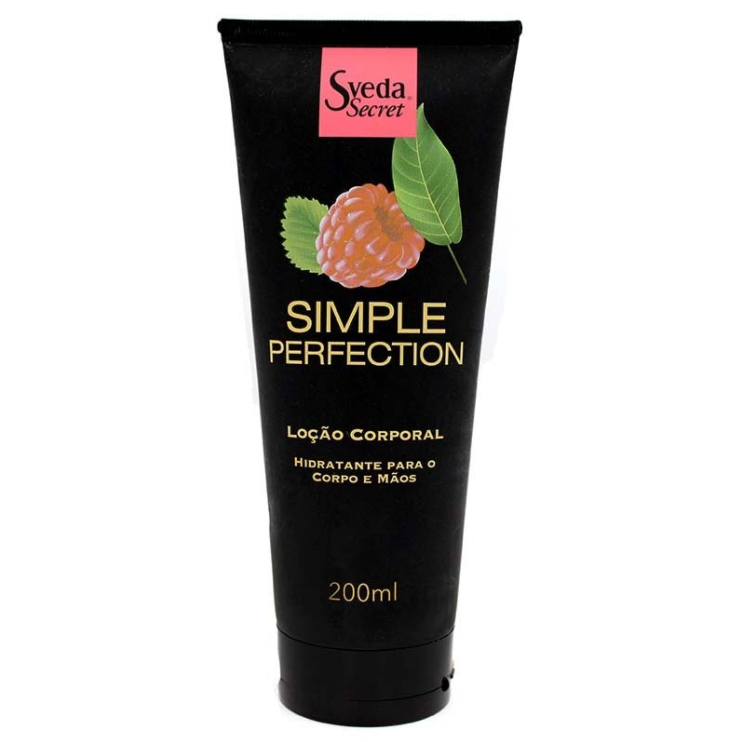 Sveda®
Secret
SIMPLE
PERFECTION
LOÇÃO CORPORAL
HIDRATANTE PARA O
CORPO E MÃOS
200ml